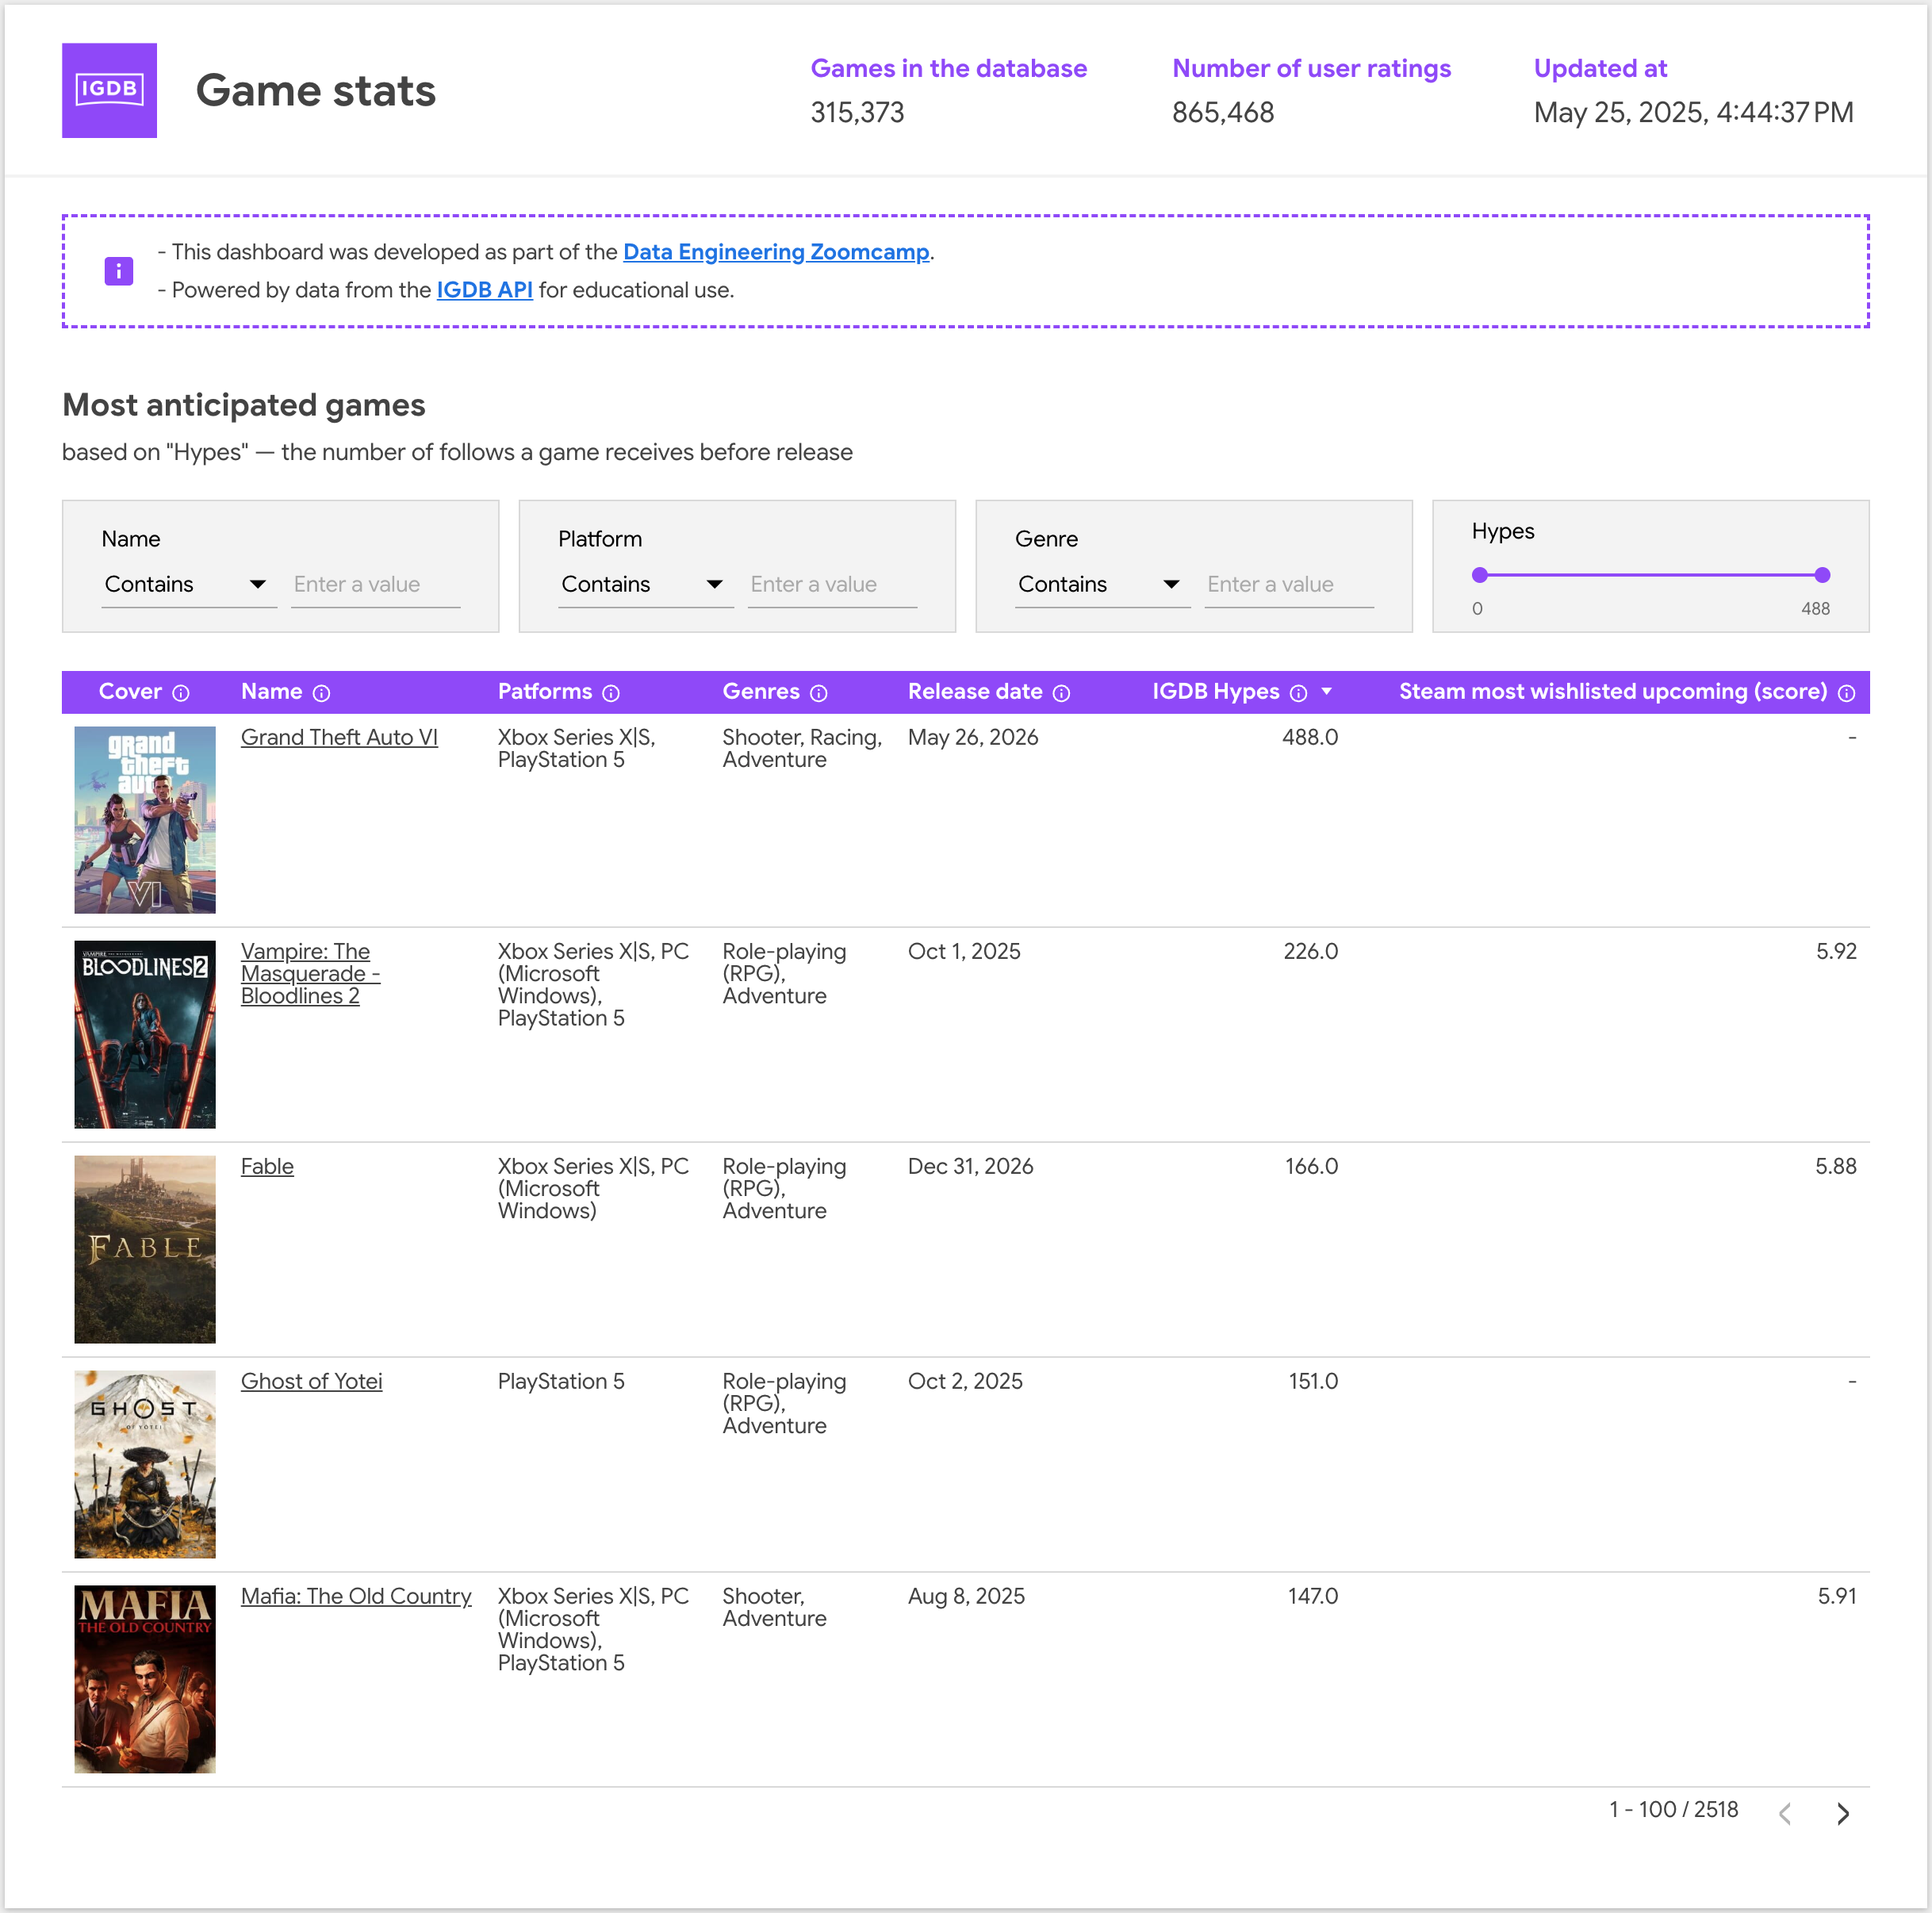 IGDB
Game stats
Games in the database
315,373
Number of user ratings
865,468
Updated at
May 25, 2025, 4:44:37 PM
- This dashboard was developed as part of the Data Engineering Zoomcamp.
- Powered by data from the IGDB API for educational use.
Most anticipated games
based on "Hypes" — the number of follows a game receives before release
Name
Contains
Enter a value
Platform
Contains
Enter a value
Genre
Contains
Enter a value
Hypes
0
488
Cover
Name
Patforms
Genres
Release date
IGDB Hypes
Steam most wishlisted upcoming (score)
grand
theft
auto
VI
Grand Theft Auto VI
Xbox Series X|S,
PlayStation 5
Shooter, Racing,
Adventure
May 26, 2026
488.0
-
BLOODLINES 2
Vampire: The
Masquerade -
Bloodlines 2
Xbox Series X|S, PC
(Microsoft
Windows),
PlayStation 5
Role-playing
(RPG),
Adventure
Oct 1, 2025
226.0
5.92
FABLE
Fable
Xbox Series X|S, PC
(Microsoft
Windows)
Role-playing
(RPG),
Adventure
Dec 31, 2026
166.0
5.88
GHOST
OF YOTEI
Ghost of Yotei
PlayStation 5
Role-playing
(RPG),
Adventure
Oct 2, 2025
151.0
-
MAFIA
THE OLD COUNTRY
Mafia: The Old Country
Xbox Series X|S, PC
(Microsoft
Windows),
PlayStation 5
Shooter,
Adventure
Aug 8, 2025
147.0
5.91
1 - 100 / 2518